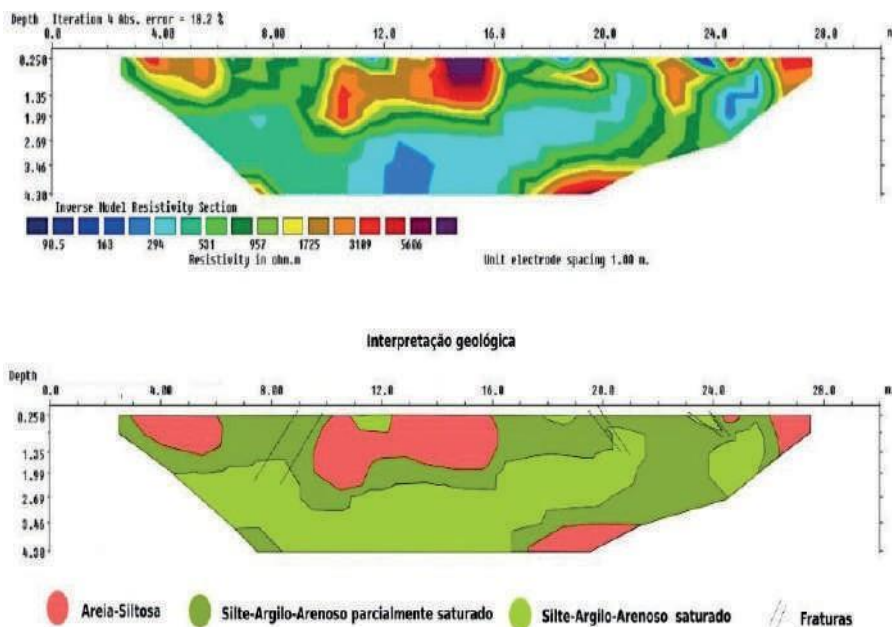 Depth Iteration 4 Abs. error = 18.2 %
0.0 4.00 8.00 12.0 16.0 20.0 24.0 28.0 m
0.250
1.35
1.99
2.69
3.46
4.30
Inverse Model Resistivity Section
90.5 163 294 531 957 1725 3109 5606
Resistivity in ohm.m
Unit electrode spacing 1.00 m.
Interpretação geológica
Depth
0.0 4.00 8.00 12.0 16.0 20.0 24.0 28.0 m
0.250
1.35
1.99
2.69
3.46
Areia-Siltosa
Silte-Argilo-Arenoso parcialmente saturado
Silte-Argilo-Arenoso saturado
Fraturas